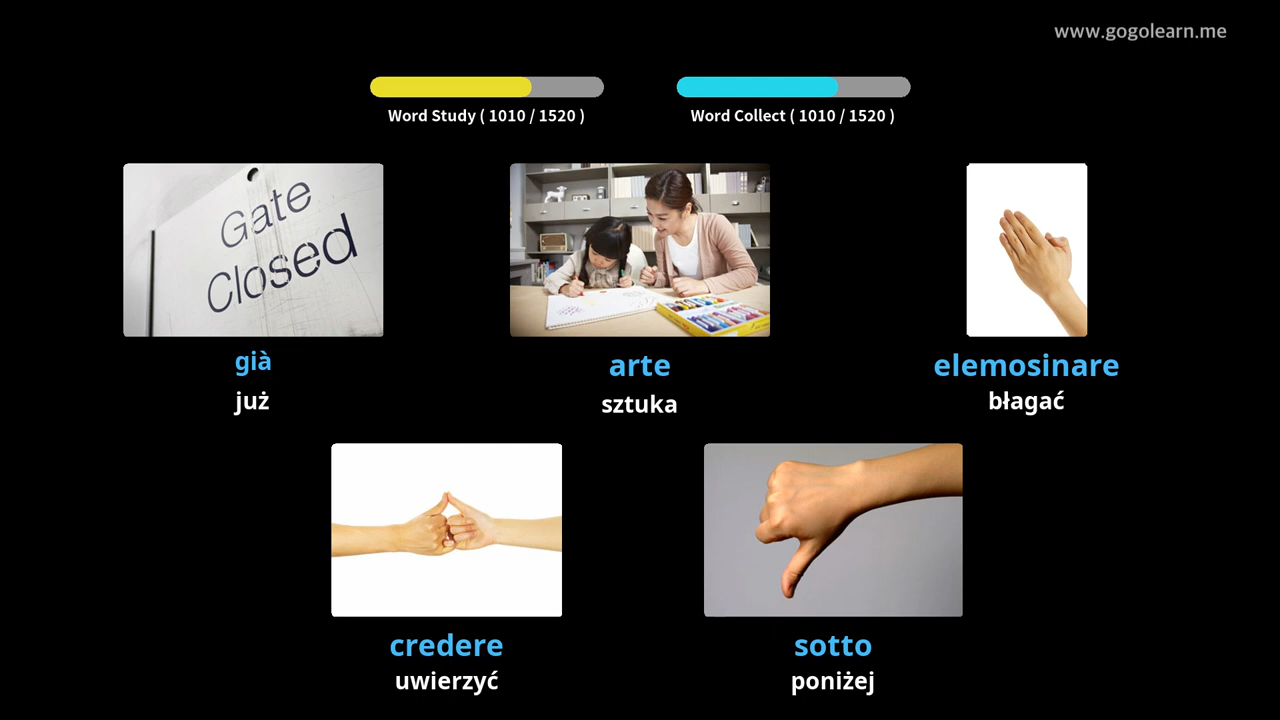 www.gogolearn.me
Word Study ( 1010 / 1520 )
Word Collect ( 1010 / 1520 )
Gate
Closed
già
już
arte
sztuka
elemosinare
błagać
credere
uwierzyć
sotto
poniżej